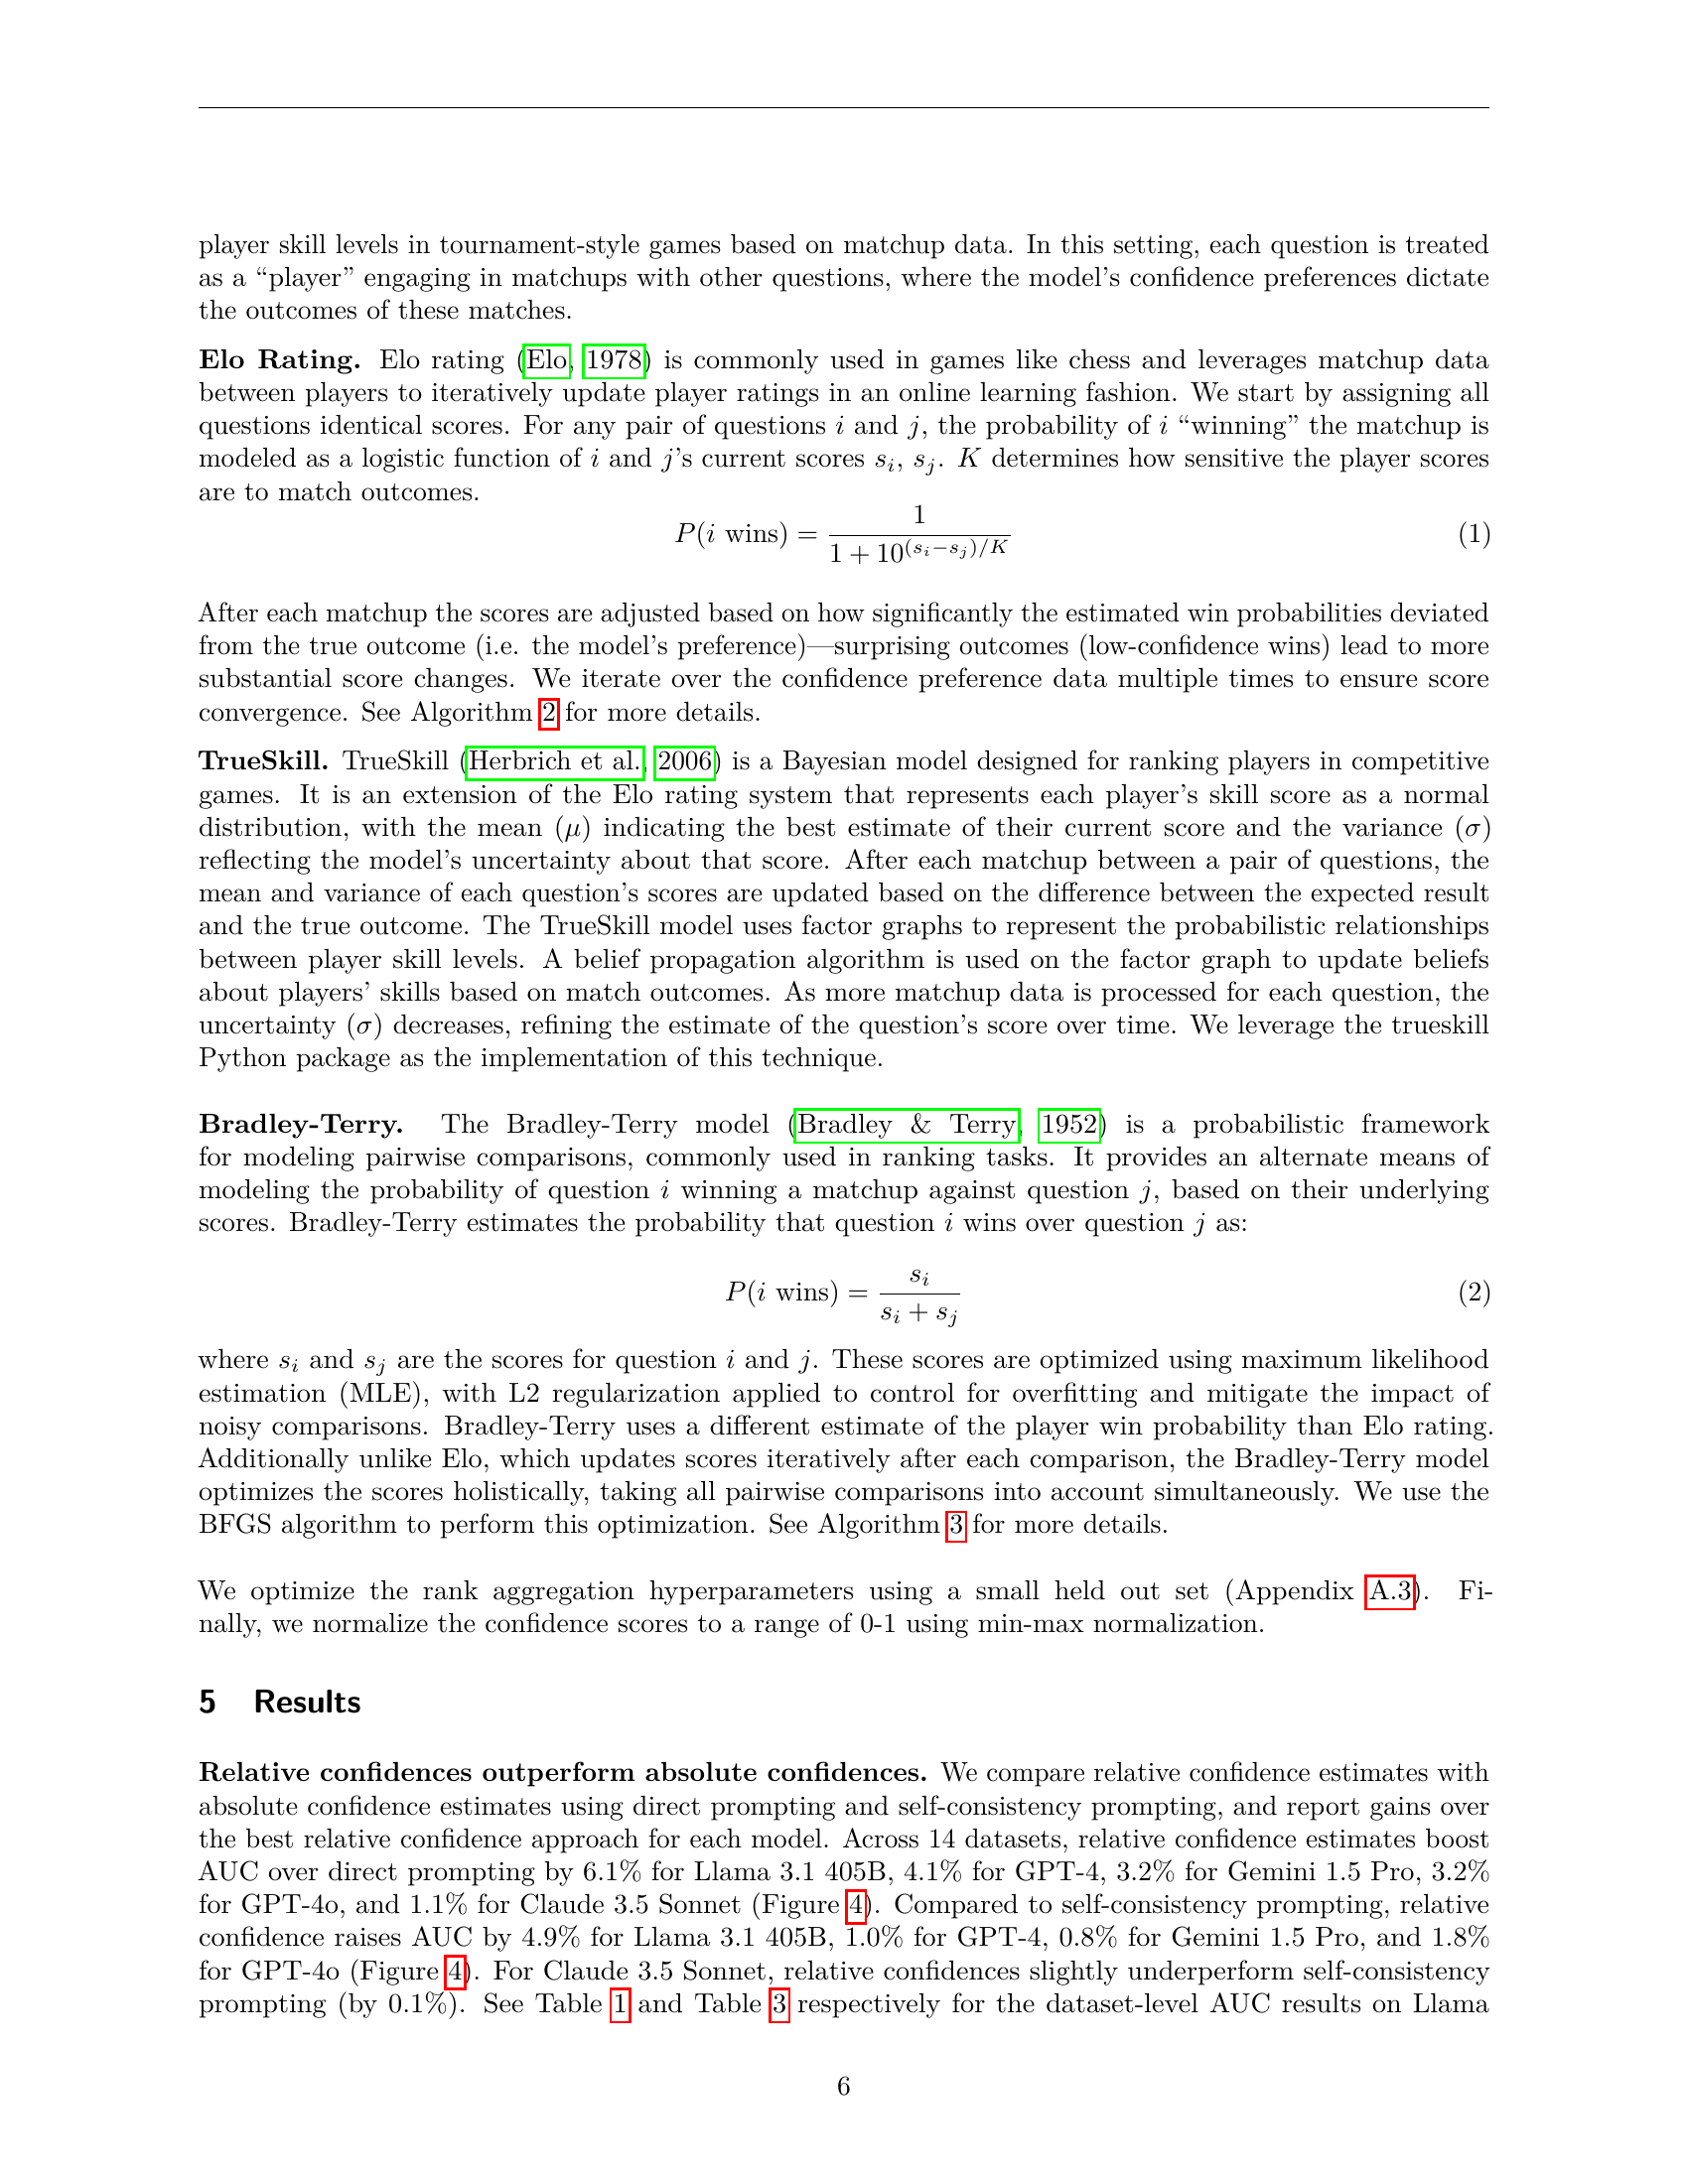 player skill levels in tournament-style games based on matchup data. In this setting, each question is treated
as a “player” engaging in matchups with other questions, where the model’s confidence preferences dictate
the outcomes of these matches.
Elo Rating. Elo rating (Elo, 1978) is commonly used in games like chess and leverages matchup data
between players to iteratively update player ratings in an online learning fashion. We start by assigning all
questions identical scores. For any pair of questions i and j, the probability of i “winning” the matchup is
modeled as a logistic function of i and j’s current scores s_i, s_j. K determines how sensitive the player scores
are to match outcomes.
P(i wins) = 1 / (1 + 10^{(s_i−s_j)/K}) (1)
After each matchup the scores are adjusted based on how significantly the estimated win probabilities deviated
from the true outcome (i.e. the model’s preference)—surprising outcomes (low-confidence wins) lead to more
substantial score changes. We iterate over the confidence preference data multiple times to ensure score
convergence. See Algorithm 2 for more details.
TrueSkill. TrueSkill (Herbrich et al., 2006) is a Bayesian model designed for ranking players in competitive
games. It is an extension of the Elo rating system that represents each player’s skill score as a normal
distribution, with the mean (μ) indicating the best estimate of their current score and the variance (σ)
reflecting the model’s uncertainty about that score. After each matchup between a pair of questions, the
mean and variance of each question’s scores are updated based on the difference between the expected result
and the true outcome. The TrueSkill model uses factor graphs to represent the probabilistic relationships
between player skill levels. A belief propagation algorithm is used on the factor graph to update beliefs
about players’ skills based on match outcomes. As more matchup data is processed for each question, the
uncertainty (σ) decreases, refining the estimate of the question’s score over time. We leverage the trueskill
Python package as the implementation of this technique.
Bradley-Terry. The Bradley-Terry model (Bradley & Terry, 1952) is a probabilistic framework
for modeling pairwise comparisons, commonly used in ranking tasks. It provides an alternate means of
modeling the probability of question i winning a matchup against question j, based on their underlying
scores. Bradley-Terry estimates the probability that question i wins over question j as:
P(i wins) = s_i / (s_i + s_j) (2)
where s_i and s_j are the scores for question i and j. These scores are optimized using maximum likelihood
estimation (MLE), with L2 regularization applied to control for overfitting and mitigate the impact of
noisy comparisons. Bradley-Terry uses a different estimate of the player win probability than Elo rating.
Additionally unlike Elo, which updates scores iteratively after each comparison, the Bradley-Terry model
optimizes the scores holistically, taking all pairwise comparisons into account simultaneously. We use the
BFGS algorithm to perform this optimization. See Algorithm 3 for more details.
We optimize the rank aggregation hyperparameters using a small held out set (Appendix A.3). Fi-
nally, we normalize the confidence scores to a range of 0-1 using min-max normalization.
5 Results
Relative confidences outperform absolute confidences. We compare relative confidence estimates with
absolute confidence estimates using direct prompting and self-consistency prompting, and report gains over
the best relative confidence approach for each model. Across 14 datasets, relative confidence estimates boost
AUC over direct prompting by 6.1% for Llama 3.1 405B, 4.1% for GPT-4, 3.2% for Gemini 1.5 Pro, 3.2%
for GPT-4o, and 1.1% for Claude 3.5 Sonnet (Figure 4). Compared to self-consistency prompting, relative
confidence raises AUC by 4.9% for Llama 3.1 405B, 1.0% for GPT-4, 0.8% for Gemini 1.5 Pro, and 1.8%
for GPT-4o (Figure 4). For Claude 3.5 Sonnet, relative confidences slightly underperform self-consistency
prompting (by 0.1%). See Table 1 and Table 3 respectively for the dataset-level AUC results on Llama
6